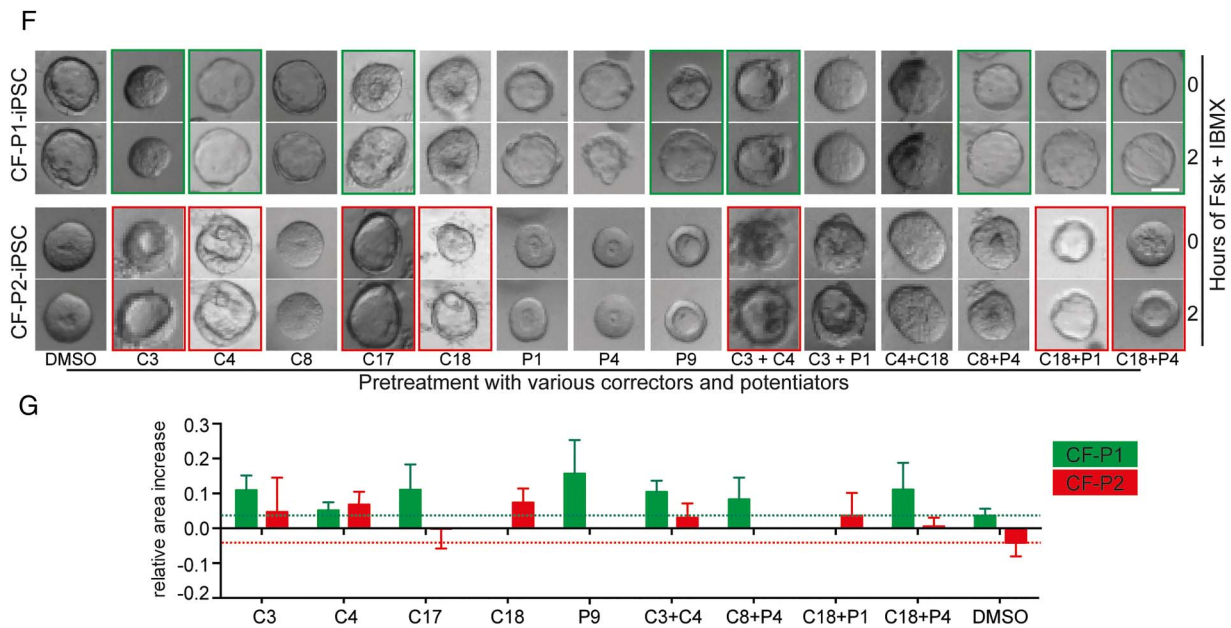 F
CF-P1-iPSC
CF-P2-iPSC
0
2
0
2
Hours of Fsk + IBMX
DMSO C3 C4 C8 C17 C18 P1 P4 P9 C3 + C4 C3 + P1 C4+C18 C8+P4 C18+P1 C18+P4
Pretreatment with various correctors and potentiators
G
relative area increase
0.3
0.2
0.1
0.0
-0.1
-0.2
C3 C4 C17 C18 P9 C3+C4 C8+P4 C18+P1 C18+P4 DMSO
CF-P1
CF-P2